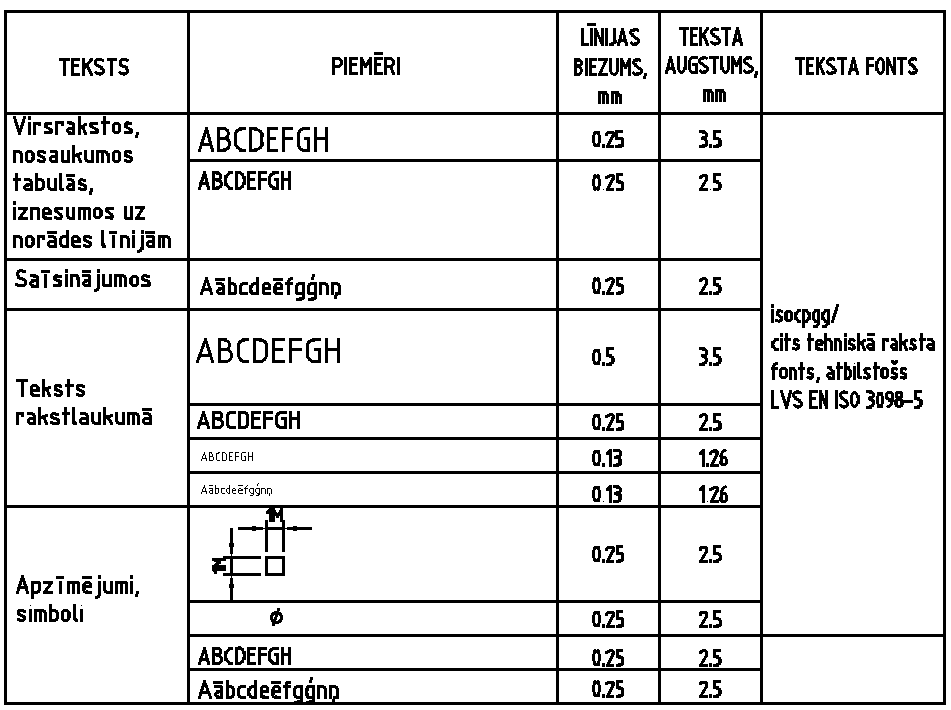 TEKSTS PIEMĒRI LĪNIJAS BIEZUMS, mm TEKSTA AUGSTUMS, mm TEKSTA FONTS
Virsrakstos,
nosaukumos
tabulās,
iznesumos uz
norādes līnijām
ABCDEFGH 0.25 3.5
ABCDEFGH 0.25 2.5
Saīsinājumos Aābcdeēfgģnņ 0.25 2.5
Teksts
rakstlaukumā
ABCDEFGH 0.5 3.5
ABCDEFGH 0.25 2.5
ABCDEFGH 0.13 1.26
Aābcdeēfgģnņ 0.13 1.26
isocpgg/
cits tehniskā raksta
fonts, atbilstošs
LVS EN ISO 3098-5
Apzīmējumi,
simboli
1M
1M 0.25 2.5
Ø 0.25 2.5
ABCDEFGH 0.25 2.5
Aābcdeēfgģnņ 0.25 2.5